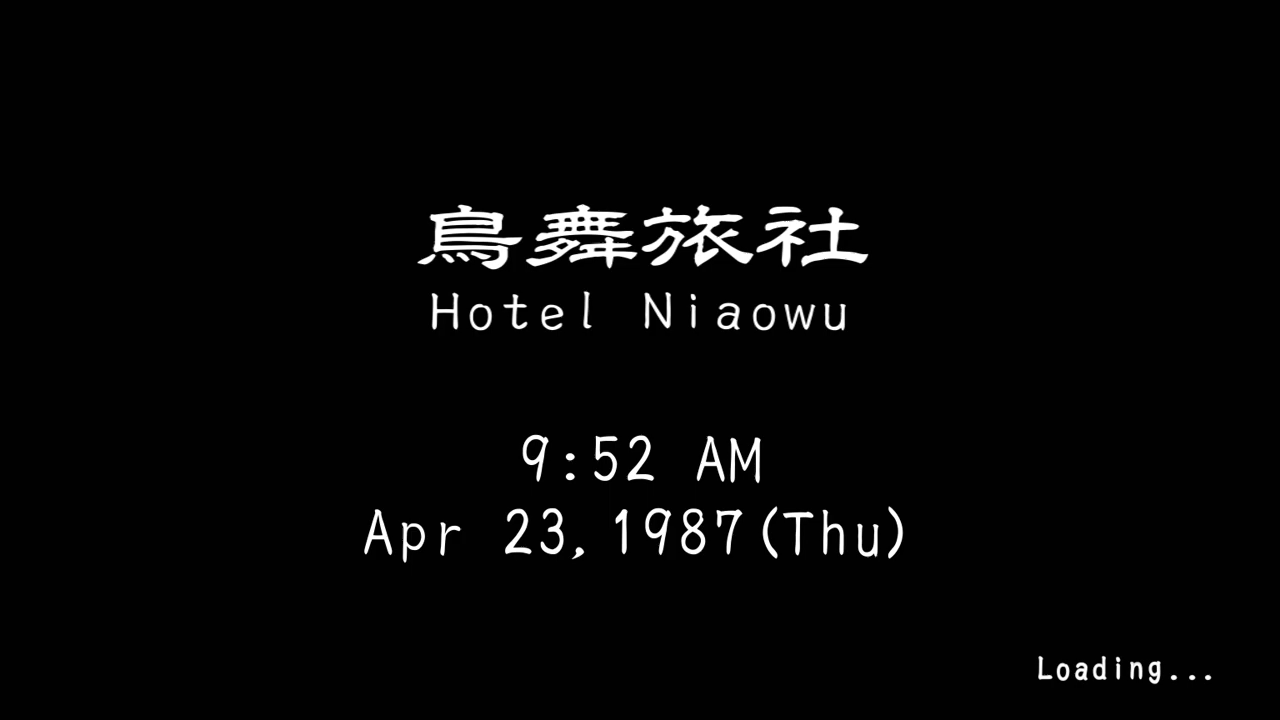 鳥舞旅社
Hotel Niaowu
9:52 AM
Apr 23,1987(Thu)
Loading...